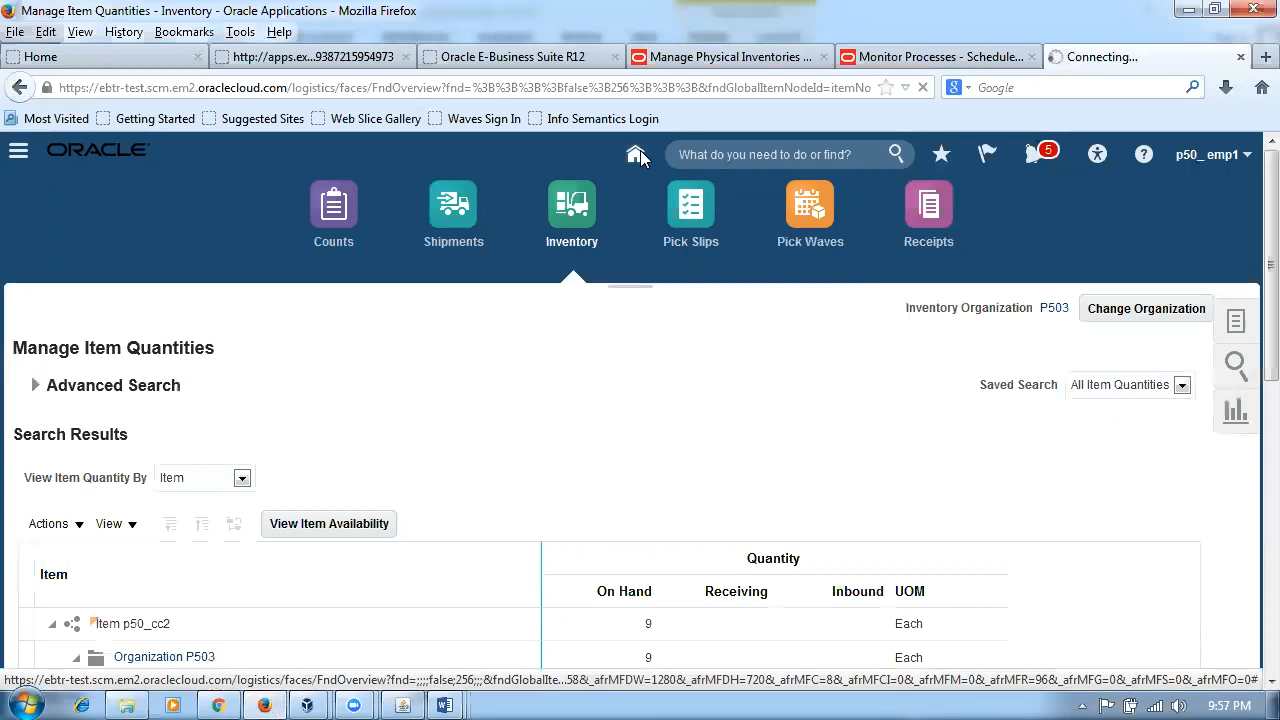 Manage Item Quantities - Inventory - Oracle Applications - Mozilla Firefox
File Edit View History Bookmarks Tools Help
Home
http://apps.ex...9387215954973
Oracle E-Business Suite R12
Manage Physical Inventories ...
Monitor Processes - Schedule...
Connecting...
https://ebtr-test.scm.em2.oraclecloud.com/logistics/faces/FndOverview?fnd=%3B%3B%3Bfalse%3B256%3B%3B%3B&fndGlobalItemNodeId=itemNo
Google
Most Visited Getting Started Suggested Sites Web Slice Gallery Waves Sign In Info Semantics Login
ORACLE
What do you need to do or find?
5
p50_ emp1
Counts Shipments Inventory Pick Slips Pick Waves Receipts
Inventory Organization P503 Change Organization
Manage Item Quantities
Advanced Search
Saved Search All Item Quantities
Search Results
View Item Quantity By Item
Actions View View Item Availability
Quantity
Item
On Hand Receiving Inbound UOM
Item p50_cc2 9 Each
Organization P503 9 Each
https://ebtr-test.scm.em2.oraclecloud.com/logistics/faces/FndOverview?fnd=;;;;false;256;;;&fndGlobalIte...58&_afrMFDW=1280&_afrMFDH=720&_afrMFC=8&_afrMFCI=0&_afrMFM=0&_afrMFR=96&_afrMFG=0&_afrMFS=0&_afrMFO=0#
9:57 PM